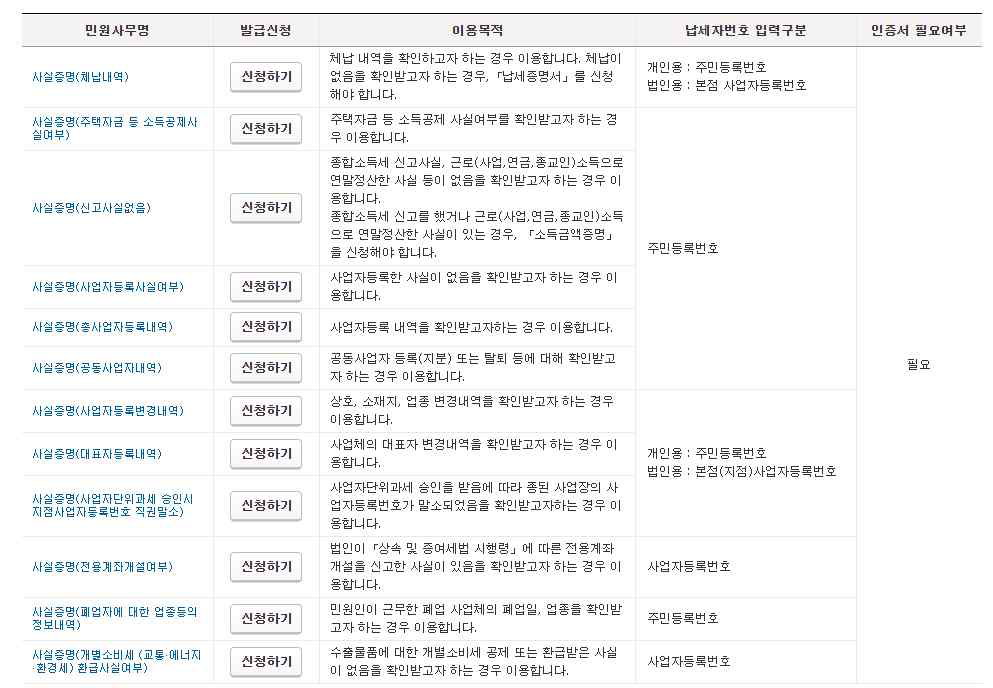 민원사무명 발급신청 이용목적 납세자번호 입력구분 인증서 필요여부
사실증명(체납내역)
신청하기
체납 내역을 확인하고자 하는 경우 이용합니다. 체납이
없음을 확인받고자 하는 경우, 「납세증명서」를 신청
해야 합니다.
개인용 : 주민등록번호
법인용 : 본점 사업자등록번호
사실증명(주택자금 등 소득공제사
실여부)
신청하기
주택자금 등 소득공제 사실여부를 확인받고자 하는 경
우 이용합니다.
사실증명(신고사실없음)
신청하기
종합소득세 신고사실, 근로(사업,연금,종교인)소득으로
연말정산한 사실 등이 없음을 확인받고자 하는 경우 이
용합니다.
종합소득세 신고를 했거나 근로(사업,연금,종교인)소득
으로 연말정산한 사실이 있는 경우, 「소득금액증명」
을 신청해야 합니다.
주민등록번호
사실증명(사업자등록사실여부)
신청하기
사업자등록한 사실이 없음을 확인받고자 하는 경우 이
용합니다.
사실증명(총사업자등록내역)
신청하기
사업자등록 내역을 확인받고자하는 경우 이용합니다.
사실증명(공동사업자내역)
신청하기
공동사업자 등록(지분) 또는 탈퇴 등에 대해 확인받고
자 하는 경우 이용합니다.
필요
사실증명(사업자등록변경내역)
신청하기
상호, 소재지, 업종 변경내역을 확인받고자 하는 경우
이용합니다.
사실증명(대표자등록내역)
신청하기
사업체의 대표자 변경내역을 확인받고자 하는 경우 이
용합니다.
개인용 : 주민등록번호
법인용 : 본점(지점)사업자등록번호
사실증명(사업자단위과세 승인시
지점사업자등록번호 직권말소)
신청하기
사업자단위과세 승인을 받음에 따라 종된 사업장의 사
업자등록번호가 말소되었음을 확인받고자하는 경우 이
용합니다.
사실증명(전용계좌개설여부)
신청하기
법인이 「상속 및 증여세법 시행령」에 따른 전용계좌
개설을 신고한 사실이 있음을 확인받고자 하는 경우 이
용합니다.
사업자등록번호
사실증명(폐업자에 대한 업종등의
정보내역)
신청하기
민원인이 근무한 폐업 사업체의 폐업일, 업종을 확인받
고자 하는 경우 이용합니다.
주민등록번호
사실증명(개별소비세 (교통·에너지
·환경세) 환급사실여부)
신청하기
수출물품에 대한 개별소비세 공제 또는 환급받은 사실
이 없음을 확인받고자 하는 경우 이용합니다.
사업자등록번호